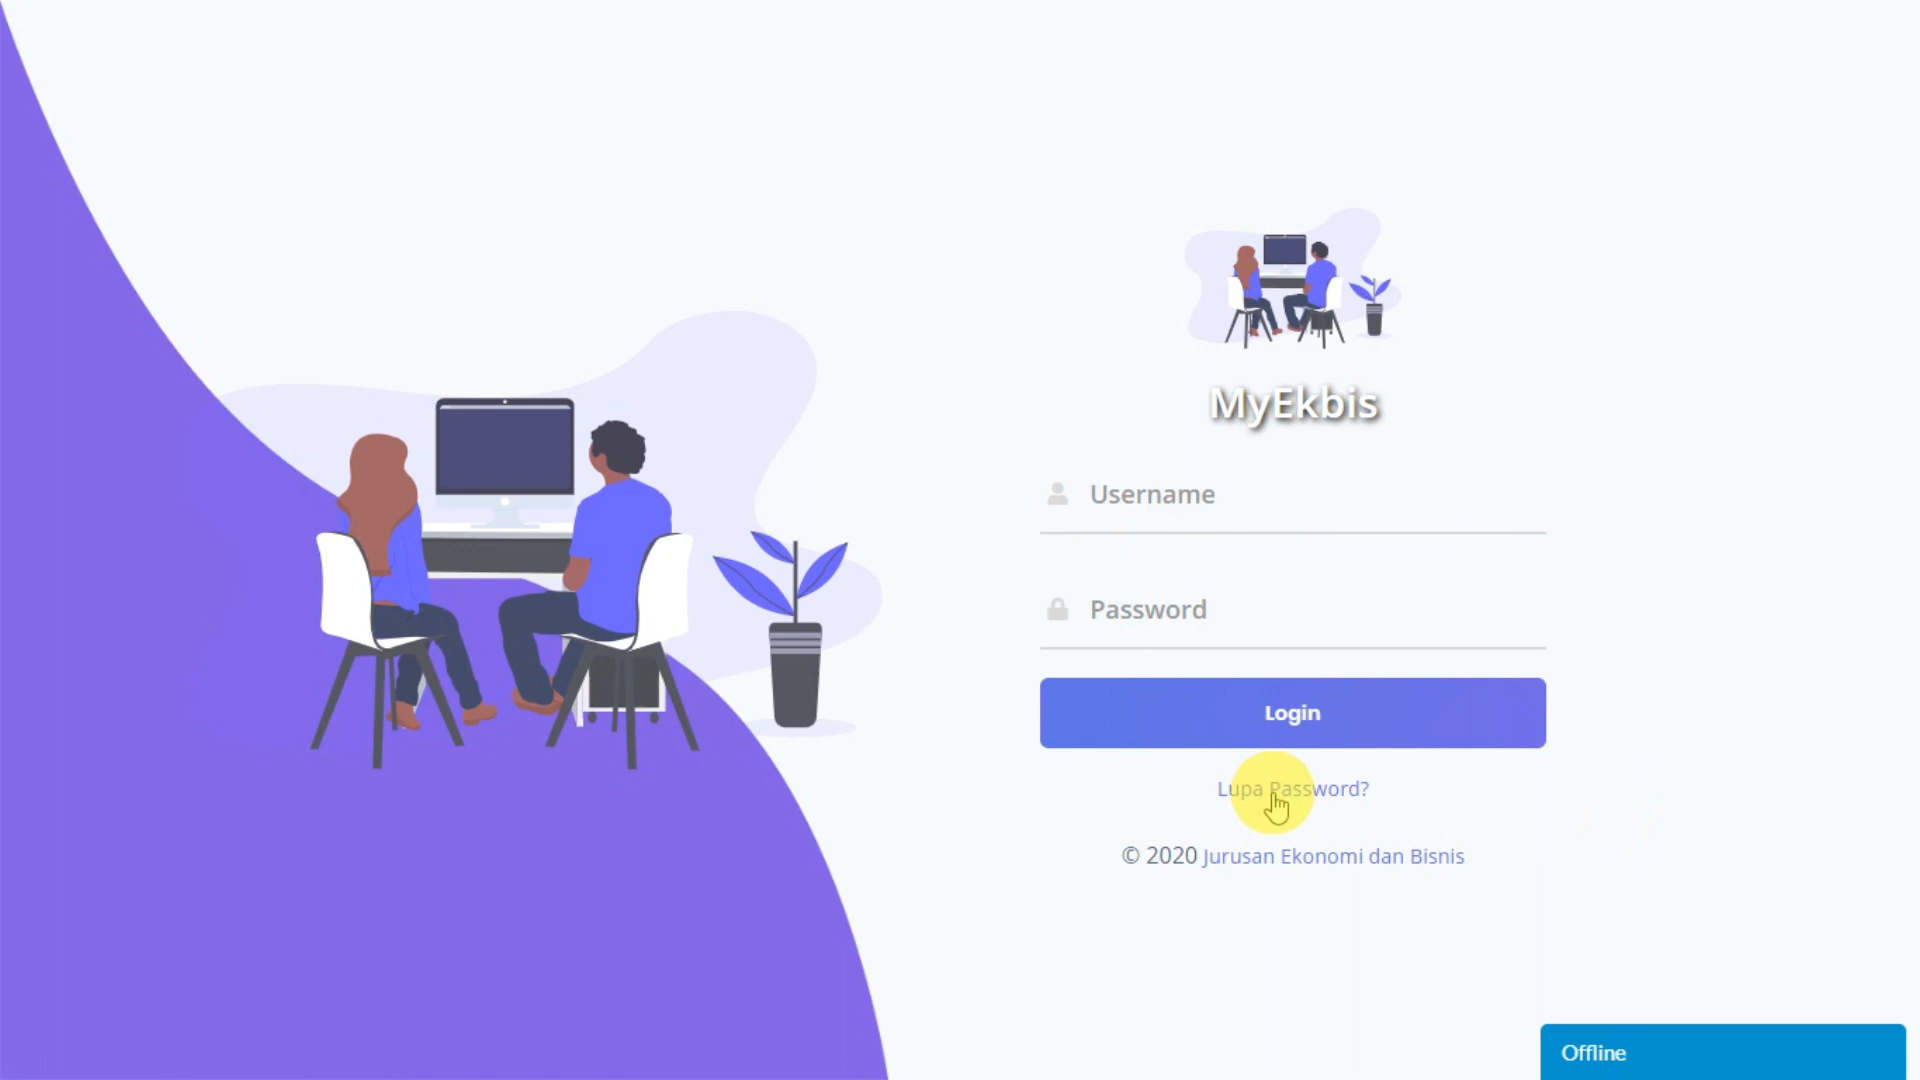 MyEkbis
Username
Password
Login
Lupa Password?
© 2020 Jurusan Ekonomi dan Bisnis
Offline